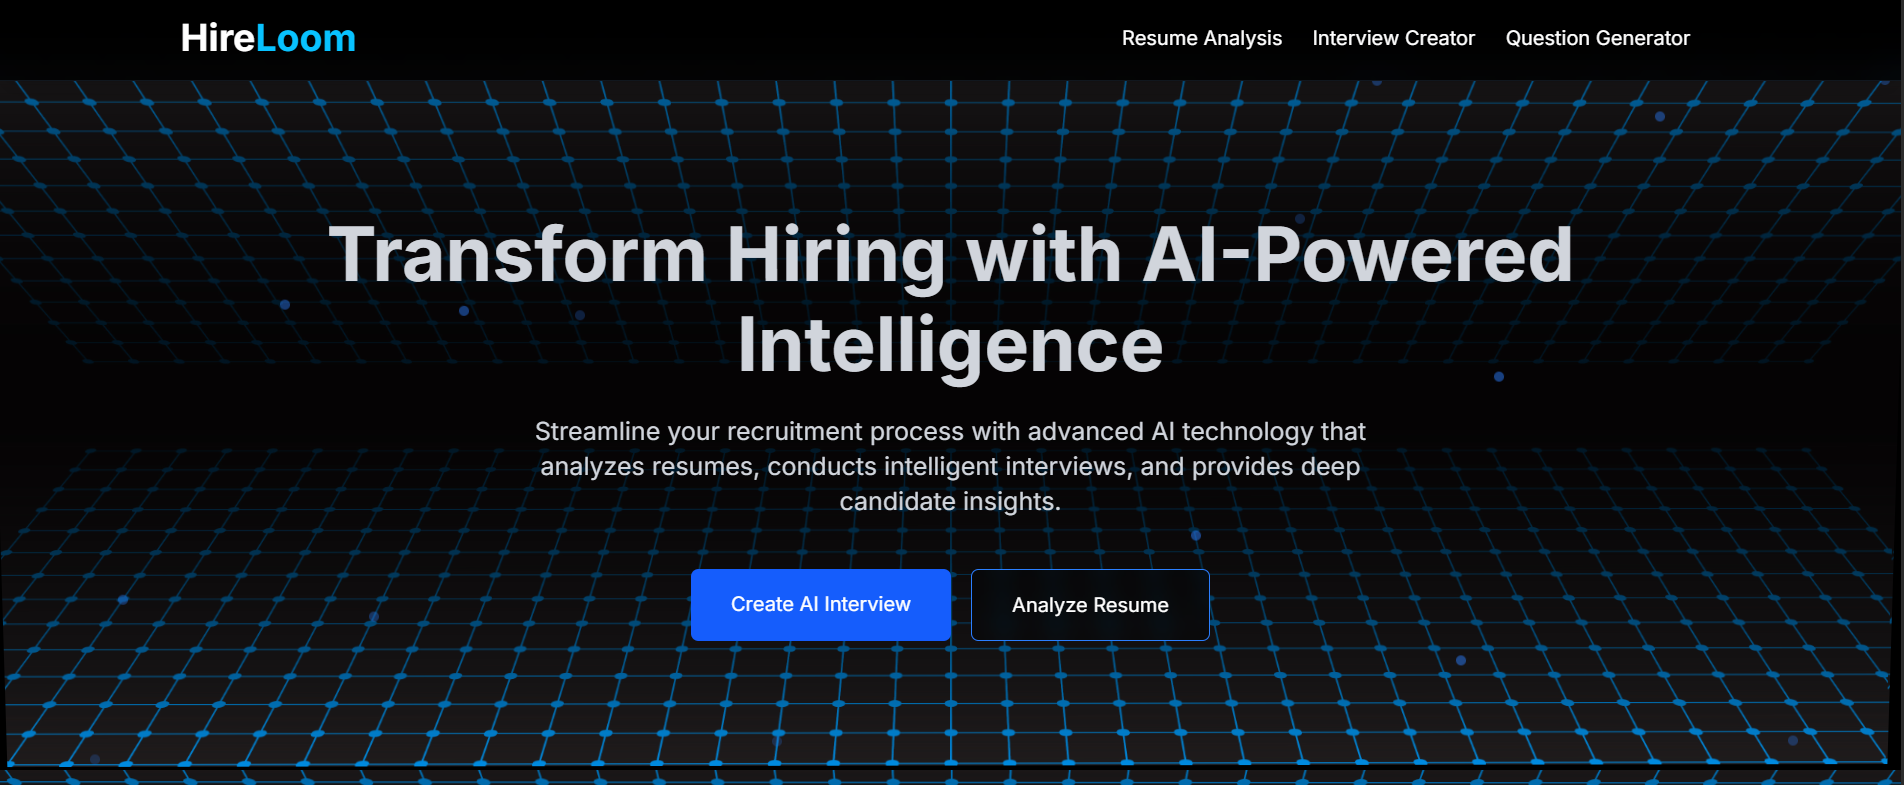 HireLoom
Resume Analysis
Interview Creator
Question Generator
Transform Hiring with AI-Powered
Intelligence
Streamline your recruitment process with advanced AI technology that
analyzes resumes, conducts intelligent interviews, and provides deep
candidate insights.
Create AI Interview
Analyze Resume